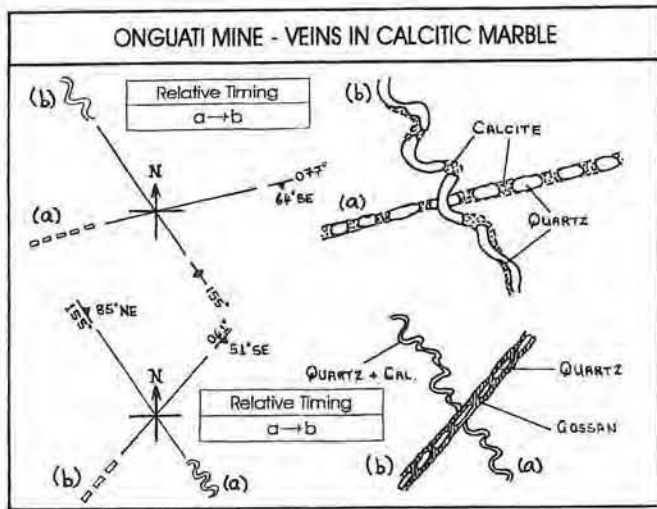 ONGUATI MINE - VEINS IN CALCITIC MARBLE
(b)
Relative Timing
a→b
N
077°
64°SE
(a)
155°
(b)
CALCITE
(a)
QUARTZ
85°NE
155
041°
51°SE
N
Relative Timing
a→b
(b)
(a)
QUARTZ + CAL.
QUARTZ
GOSSAN
(b)
(a)